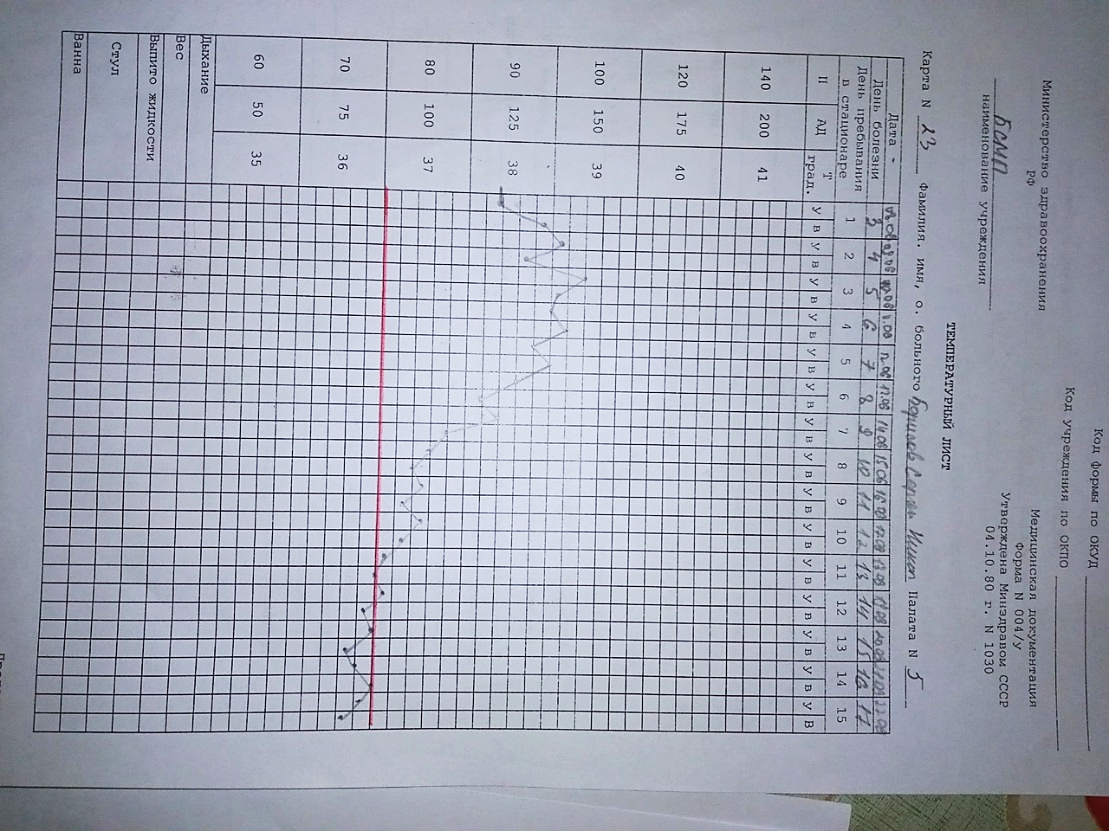 Код формы по ОКУД
Код учреждения по ОКПО
Министерство здравоохранения
РФ
БСМП
наименование учреждения
Медицинская документация
Форма N 004/У
Утверждена Минздравом СССР
04.10.80 г. N 1030
ТЕМПЕРАТУРНЫЙ ЛИСТ
Карта N 23 Фамилия. имя, о. больного Палата N 5
Дата -
День болезни 3 4 5 6 7 8 9 10 11 12 13 14 15 16 17
День пребывания в стационаре 1 2 3 4 5 6 7 8 9 10 11 12 13 14 15
П АД Т град. У В У В У В У В У В У В У В У В У В У В У В У В У В У В У В
140 200 41
120 175 40
100 150 39
90 125 38
80 100 37
70 75 36
60 50 35
Дыхание
Вес
Выпито жидкости
Стул
Ванна